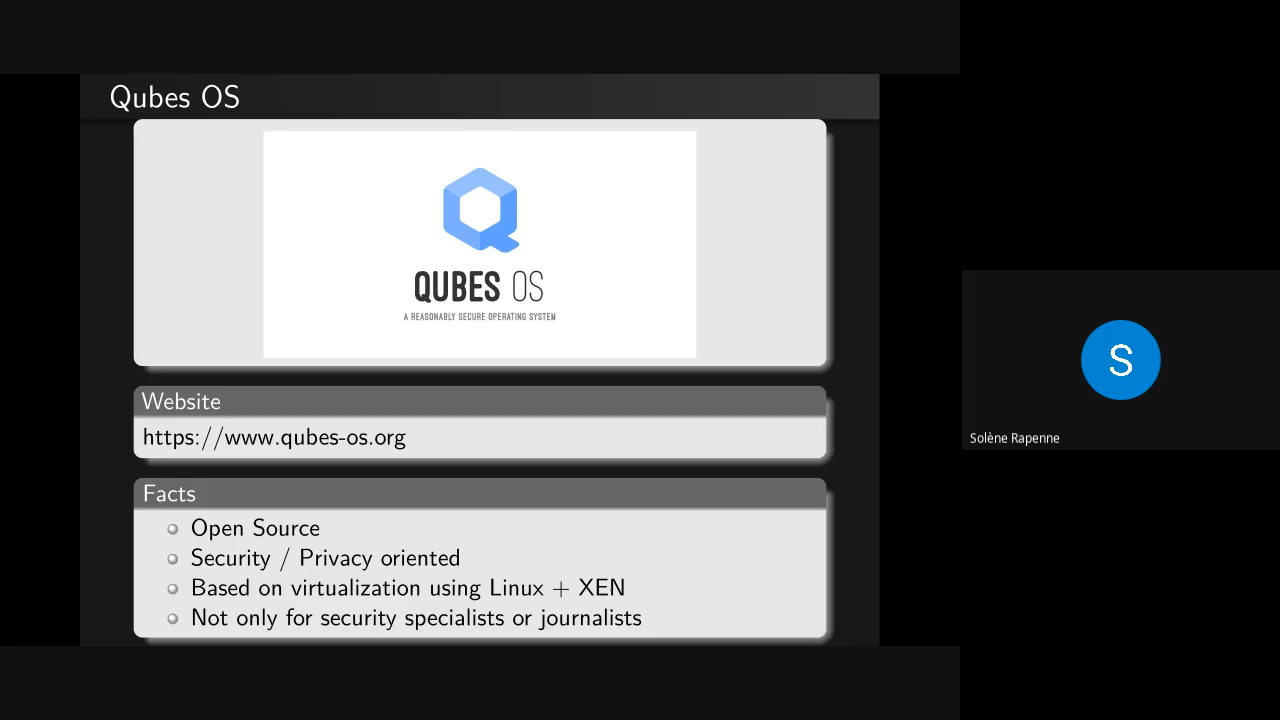 Qubes OS
QUBES OS
A REASONABLY SECURE OPERATING SYSTEM
Website
https://www.qubes-os.org
Facts
Open Source
Security / Privacy oriented
Based on virtualization using Linux + XEN
Not only for security specialists or journalists
S
Solène Rapenne